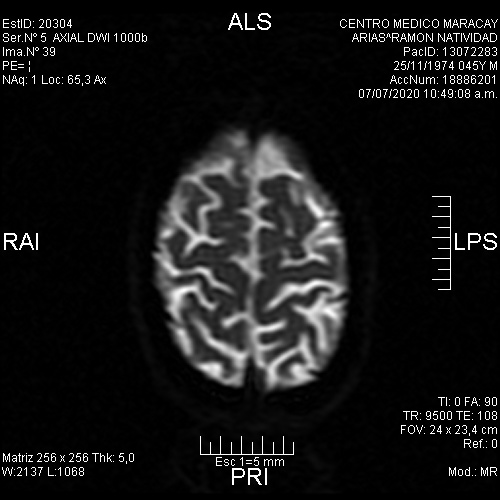 EstID: 20304
Ser.Nº 5 AXIAL DWI 1000b
Ima.Nº 39
PE= ¦
NAq: 1 Loc: 65,3 Ax
ALS
CENTRO MEDICO MARACAY
ARIAS^RAMON NATIVIDAD
PacID: 13072283
25/11/1974 045Y M
AccNum: 18886201
07/07/2020 10:49:08 a.m.
RAI
LPS
TI: 0 FA: 90
TR: 9500 TE: 108
FOV: 24 x 23,4 cm
Ref.: 0
Mod.: MR
Matriz 256 x 256 Thk: 5,0
W:2137 L:1068
Esc 1=5 mm
PRI